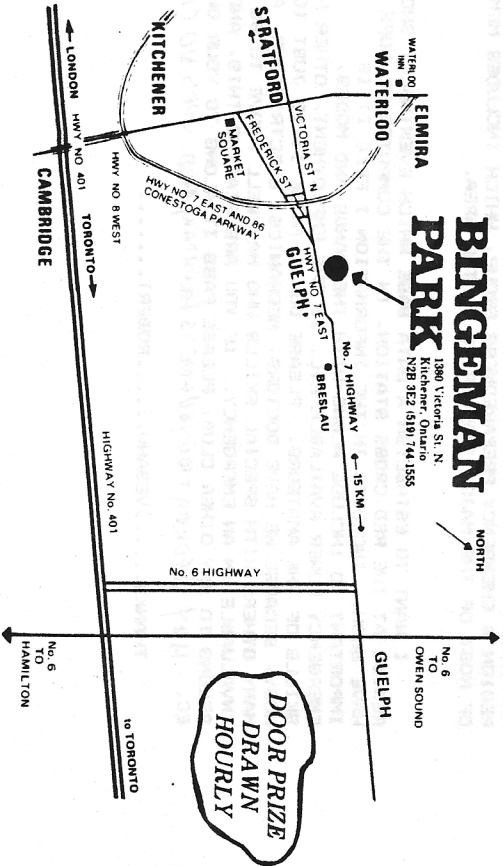 BINGEMAN
PARK
1380 Victoria St. N.
Kitchener, Ontario
N2B 3E2 (519) 744-1555
NORTH
ELMIRA
WATERLOO
INN
WATERLOO
STRATFORD
VICTORIA ST N
FREDERICK ST
MARKET
SQUARE
KITCHENER
HWY NO 7 EAST AND 86
CONESTOGA PARKWAY
HWY NO 7 EAST
GUELPH
BRESLAU
No. 7 HIGHWAY
15 KM
No. 6
TO
OWEN SOUND
GUELPH
No. 6 HIGHWAY
HWY NO 8 WEST
LONDON
HWY NO 401
TORONTO
CAMBRIDGE
HIGHWAY No. 401
No. 6
TO
HAMILTON
to TORONTO
DOOR PRIZE
DRAWN
HOURLY